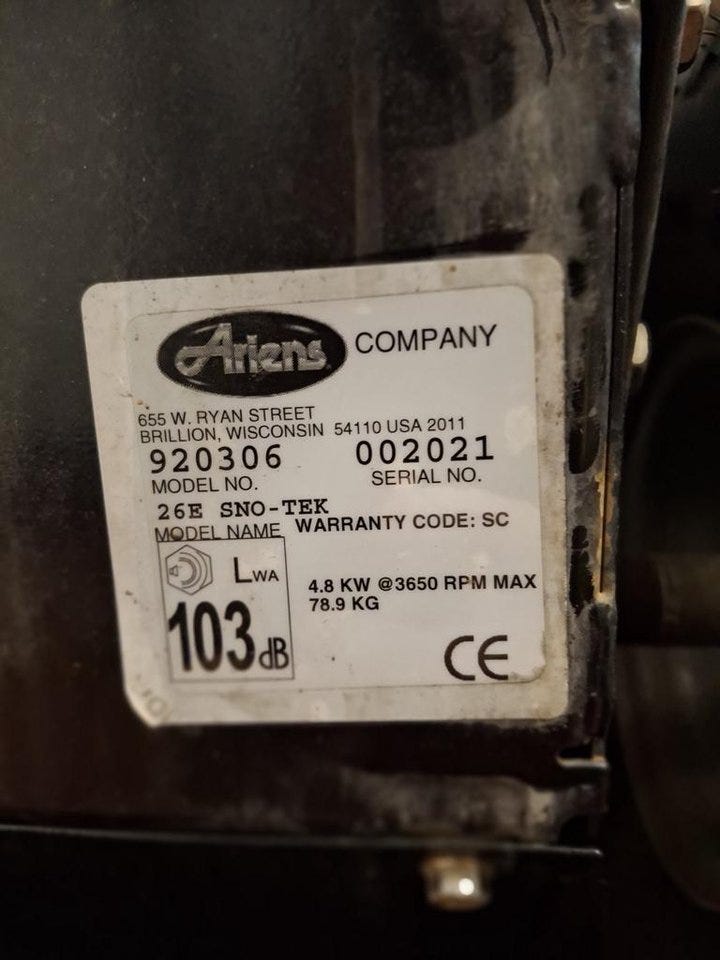 Ariens COMPANY
655 W. RYAN STREET
BRILLION, WISCONSIN 54110 USA 2011
920306 002021
MODEL NO. SERIAL NO.
26E SNO-TEK
MODEL NAME WARRANTY CODE: SC
LWA
4.8 KW @3650 RPM MAX
78.9 KG
103dB
CE